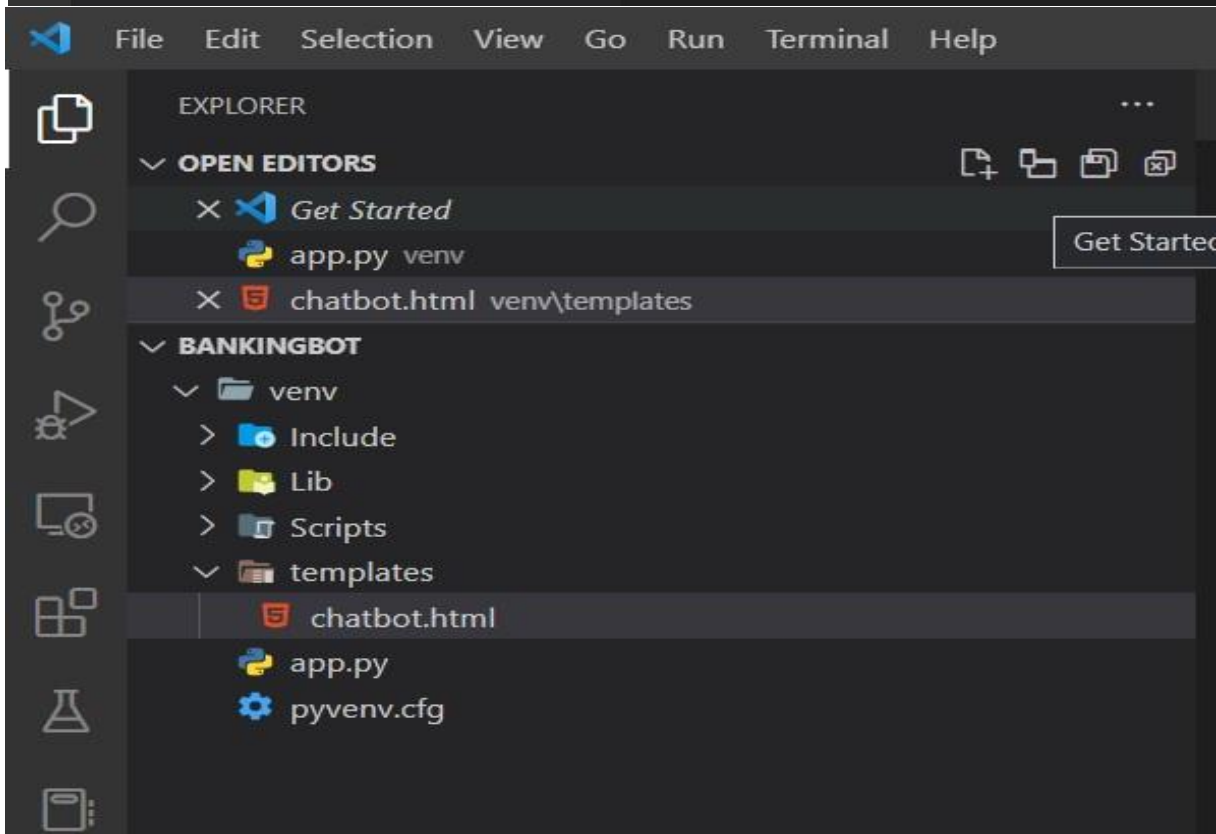 File Edit Selection View Go Run Terminal Help
EXPLORER
OPEN EDITORS
Get Started
app.py venv
Get Started
chatbot.html venv\templates
BANKINGBOT
venv
Include
Lib
Scripts
templates
chatbot.html
app.py
pyvenv.cfg